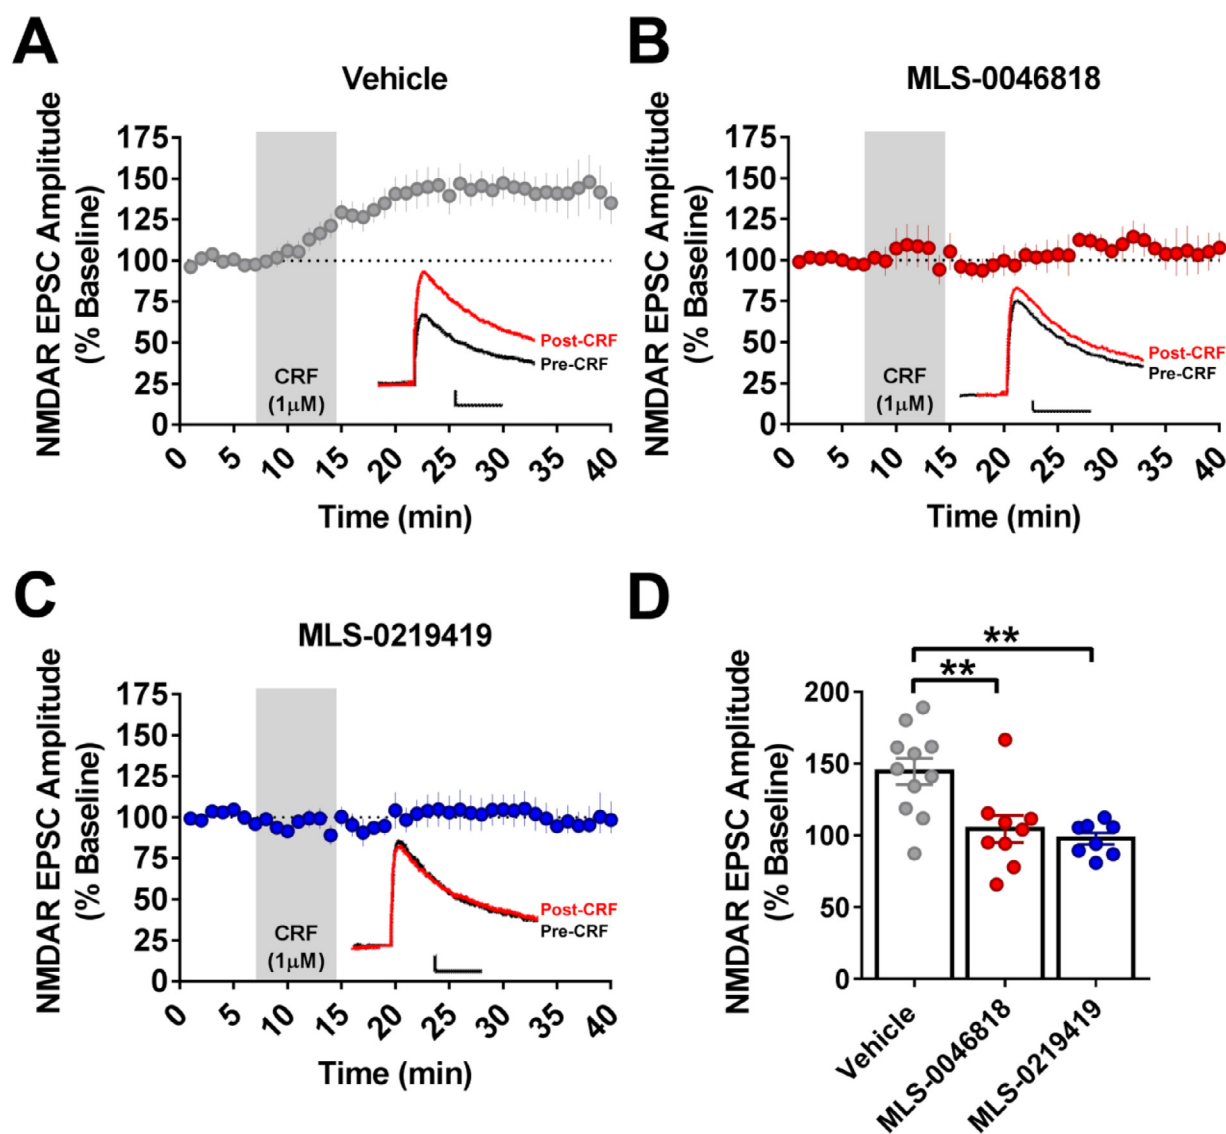 A
Vehicle
NMDAR EPSC Amplitude
(% Baseline)
175
150
125
100
75
50
25
0
CRF
(1µM)
Post-CRF
Pre-CRF
0 5 10 15 20 25 30 35 40
Time (min)
B
MLS-0046818
NMDAR EPSC Amplitude
(% Baseline)
175
150
125
100
75
50
25
0
CRF
(1µM)
Post-CRF
Pre-CRF
0 5 10 15 20 25 30 35 40
Time (min)
C
MLS-0219419
NMDAR EPSC Amplitude
(% Baseline)
175
150
125
100
75
50
25
0
CRF
(1µM)
Post-CRF
Pre-CRF
0 5 10 15 20 25 30 35 40
Time (min)
D
**
**
NMDAR EPSC Amplitude
(% Baseline)
200
150
100
50
0
Vehicle
MLS-0046818
MLS-0219419